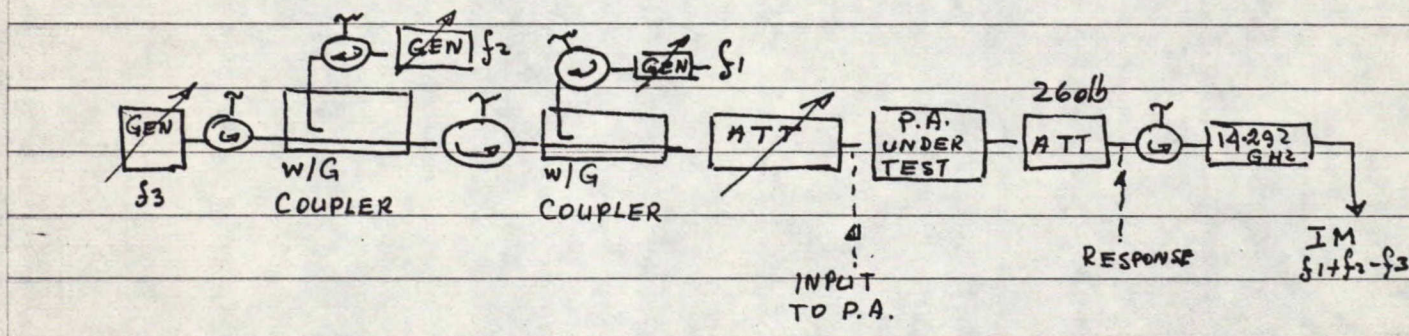 GEN f2
GEN f1
GEN
f3
W/G
COUPLER
W/G
COUPLER
ATT
P.A.
UNDER
TEST
26db
ATT
14.292
GHz
INPUT
TO P.A.
RESPONSE
IM
f1+f2-f3